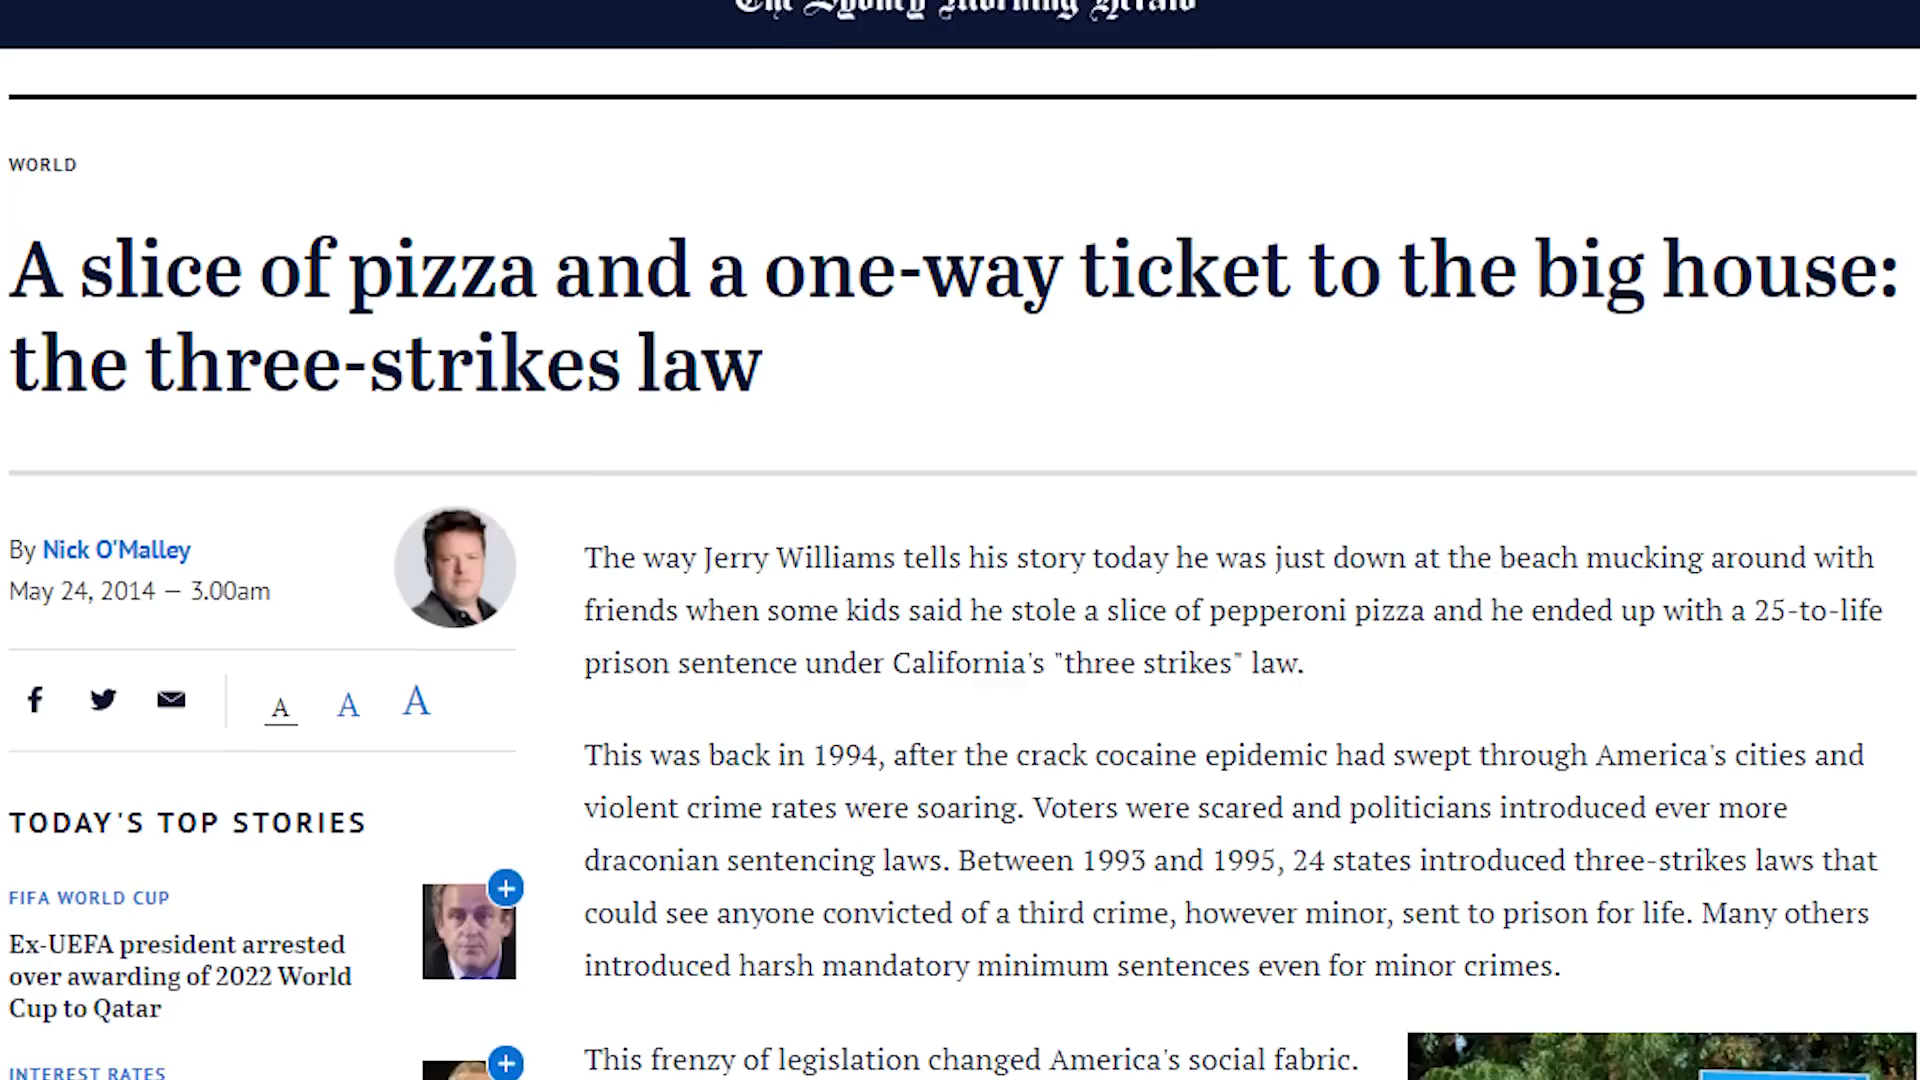 The Sydney Morning Herald
WORLD
A slice of pizza and a one-way ticket to the big house:
the three-strikes law
By Nick O'Malley
May 24, 2014 — 3.00am
A A A
TODAY'S TOP STORIES
FIFA WORLD CUP
Ex-UEFA president arrested
over awarding of 2022 World
Cup to Qatar
INTEREST RATES
The way Jerry Williams tells his story today he was just down at the beach mucking around with
friends when some kids said he stole a slice of pepperoni pizza and he ended up with a 25-to-life
prison sentence under California's "three strikes" law.
This was back in 1994, after the crack cocaine epidemic had swept through America's cities and
violent crime rates were soaring. Voters were scared and politicians introduced ever more
draconian sentencing laws. Between 1993 and 1995, 24 states introduced three-strikes laws that
could see anyone convicted of a third crime, however minor, sent to prison for life. Many others
introduced harsh mandatory minimum sentences even for minor crimes.
This frenzy of legislation changed America's social fabric.